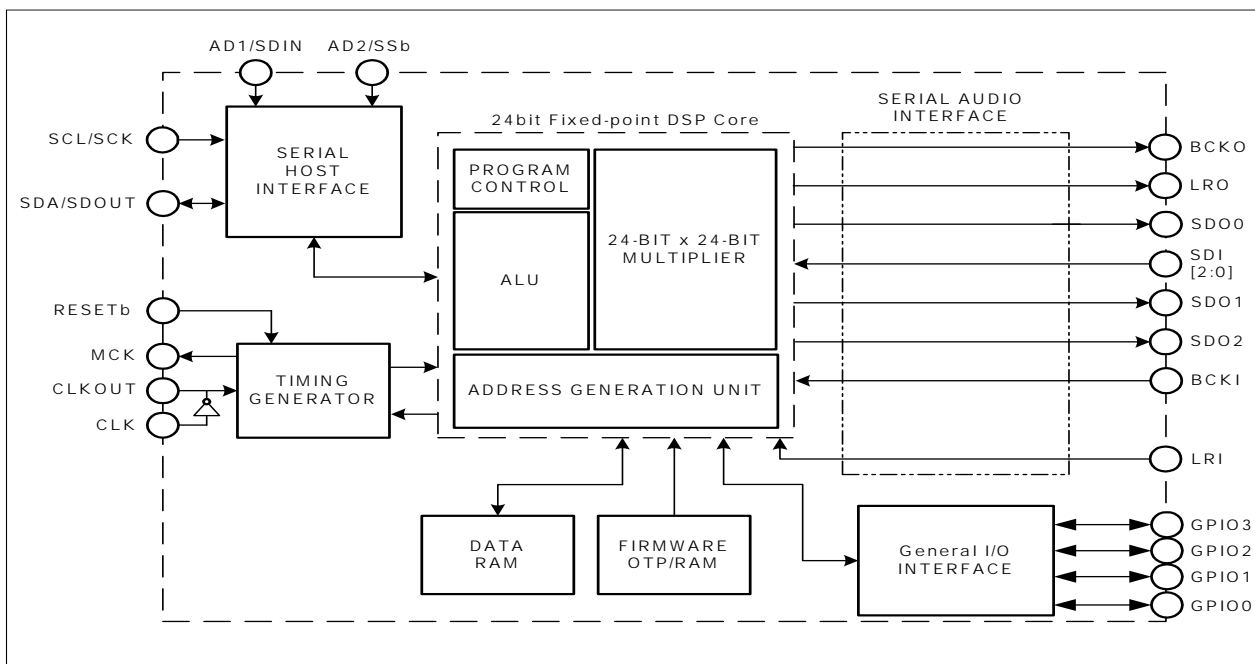 AD1/SDIN
AD2/SSb
SCL/SCK
SDA/SDOUT
SERIAL
HOST
INTERFACE
24bit Fixed-point DSP Core
PROGRAM
CONTROL
24-BIT x 24-BIT
MULTIPLIER
ALU
ADDRESS GENERATION UNIT
SERIAL AUDIO
INTERFACE
BCKO
LRO
SDO0
SDI
[2:0]
SDO1
SDO2
BCKI
LRI
RESETb
MCK
CLKOUT
CLK
TIMING
GENERATOR
DATA
RAM
FIRMWARE
OTP/RAM
General I/O
INTERFACE
GPIO3
GPIO2
GPIO1
GPIO0